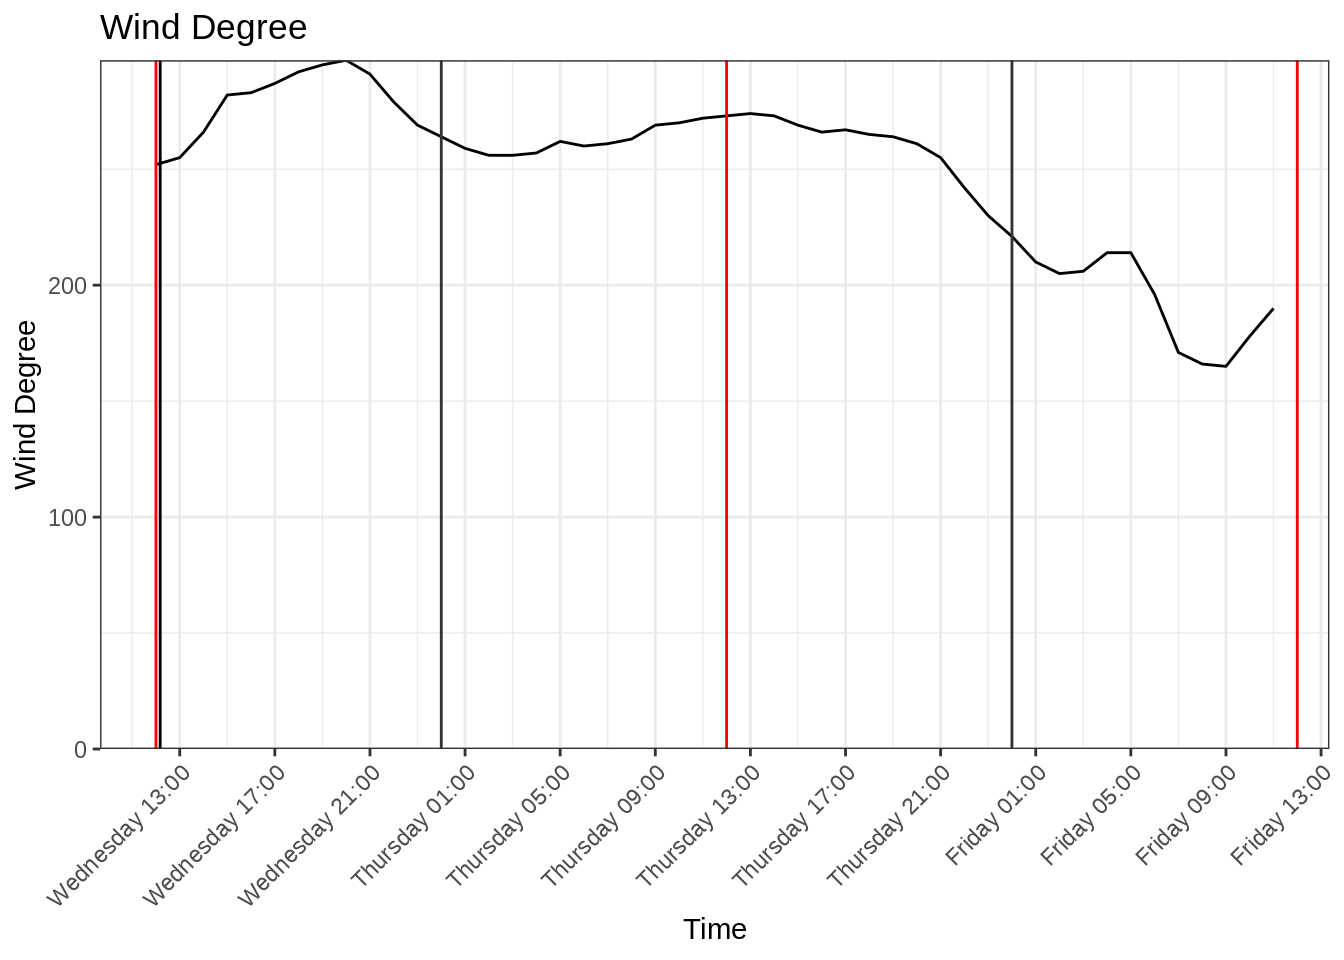 Wind Degree
Wind Degree
200
100
0
Wednesday 13:00
Wednesday 17:00
Wednesday 21:00
Thursday 01:00
Thursday 05:00
Thursday 09:00
Thursday 13:00
Thursday 17:00
Thursday 21:00
Friday 01:00
Friday 05:00
Friday 09:00
Friday 13:00
Time